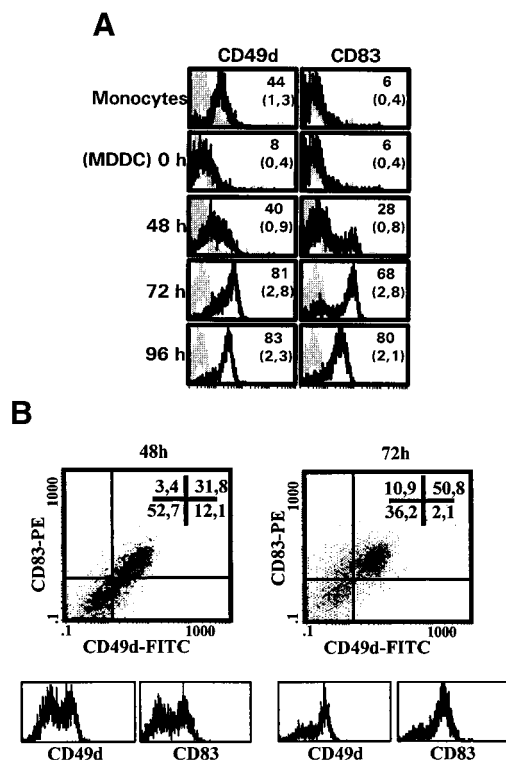 A
CD49d CD83
Monocytes 44 (1,3) 6 (0,4)
(MDDC) 0 h 8 (0,4) 6 (0,4)
48 h 40 (0,9) 28 (0,8)
72 h 81 (2,8) 68 (2,8)
96 h 83 (2,3) 80 (2,1)
B
48h 72h
1000 3,4 31,8 1000 10,9 50,8
52,7 12,1 36,2 2,1
CD83-PE CD83-PE
.1 .1
.1 1000 .1 1000
CD49d-FITC CD49d-FITC
CD49d CD83 CD49d CD83